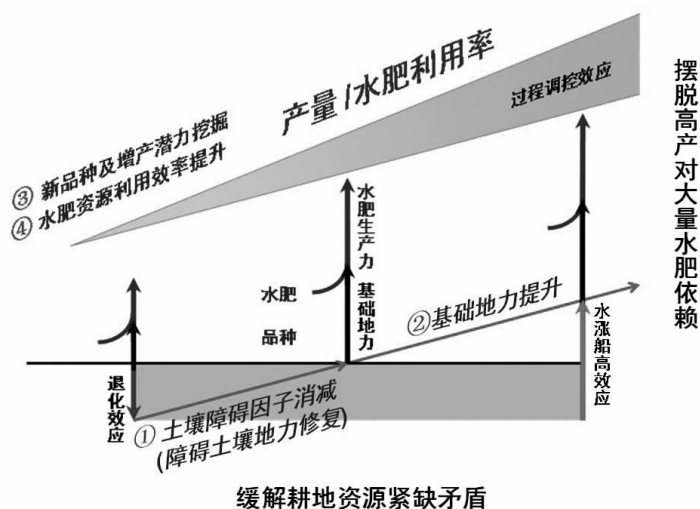 产量/水肥利用率
过程调控效应
③ 新品种及增产潜力挖掘
④ 水肥资源利用效率提升
摆脱高产对大量水肥依赖
水肥生产力
基础地力
水肥
品种
②基础地力提升
水涨船高效应
退化效应
① 土壤障碍因子消减
(障碍土壤地力修复)
缓解耕地资源紧缺矛盾